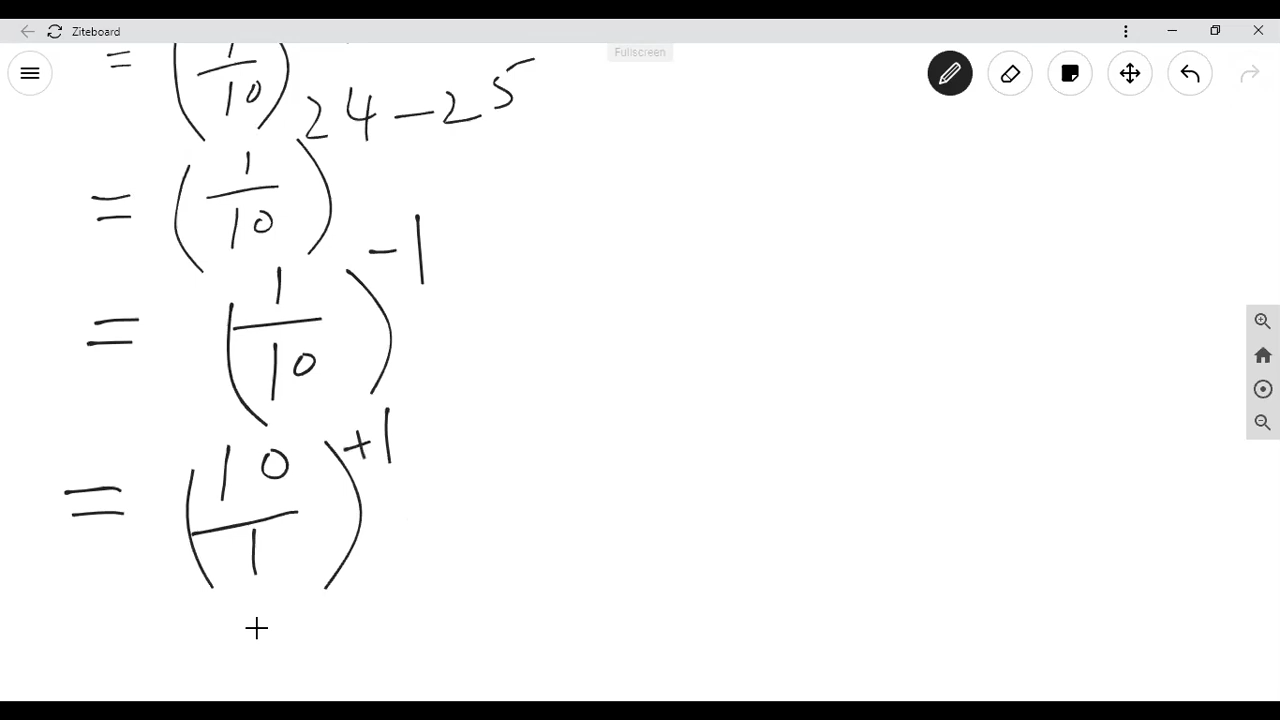 Ziteboard
Fullscreen
= (1/10)
= (1/10)^24-25
= (1/10)^-1
= (10/1)^+1